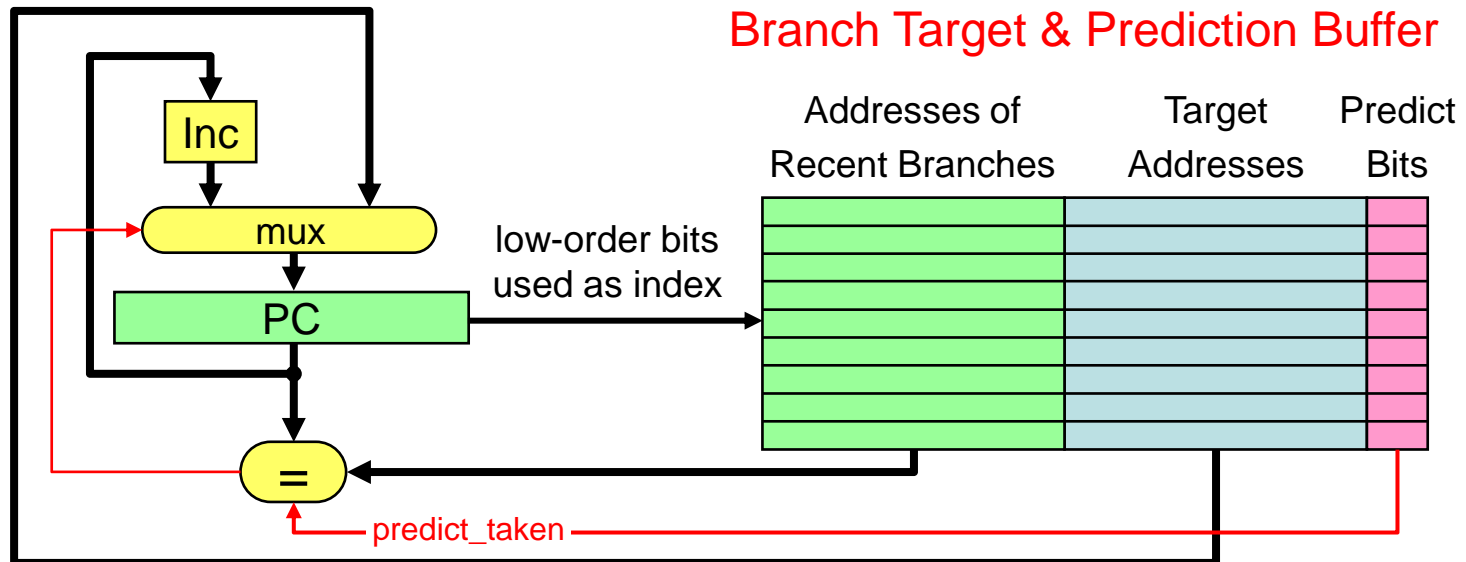 Branch Target & Prediction Buffer
Addresses of
Recent Branches
Target
Addresses
Predict
Bits
Inc
mux
low-order bits
used as index
PC
=
predict_taken